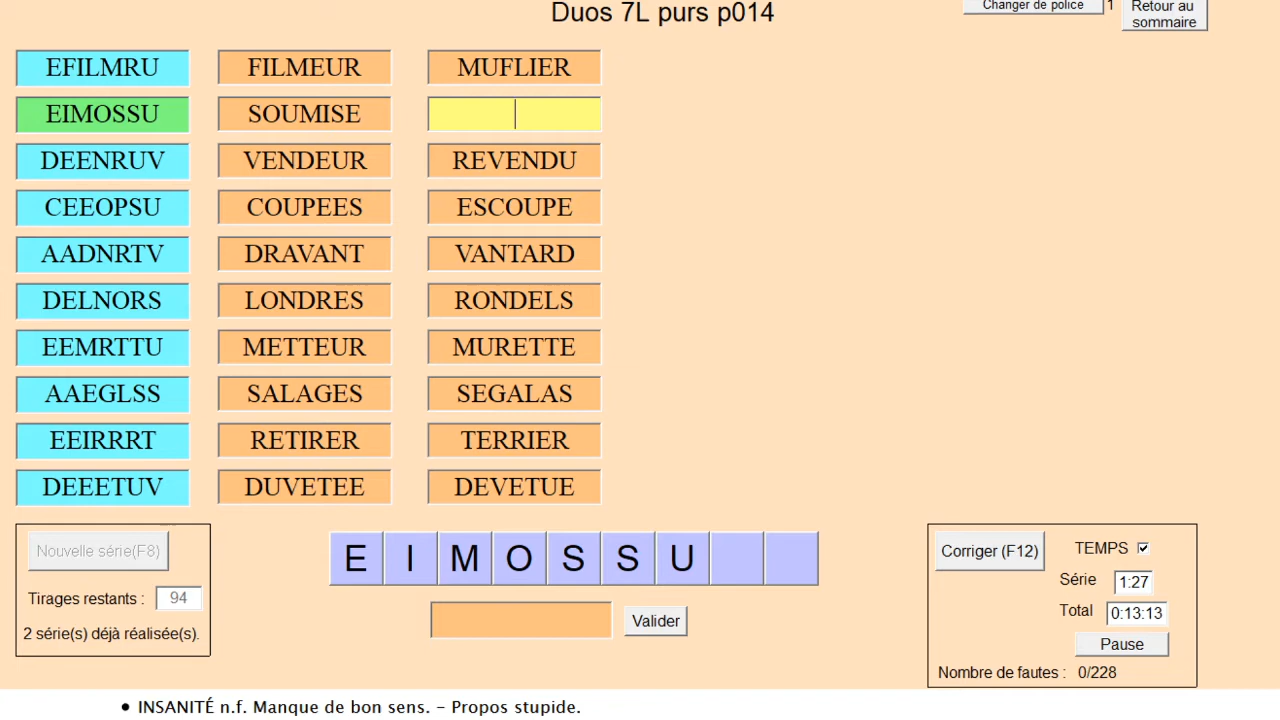 Duos 7L purs p014
Changer de police 1 Retour au sommaire
EFILMRU FILMEUR MUFLIER
EIMOSSU SOUMISE
DEENRUV VENDEUR REVENDU
CEEOPSU COUPEES ESCOUPE
AADNRTV DRAVANT VANTARD
DELNORS LONDRES RONDELS
EEMRTTU METTEUR MURETTE
AAEGLSS SALAGES SEGALAS
EEIRRRT RETIRER TERRIER
DEEETUV DUVETEE DEVETUE
Nouvelle série(F8)
Tirages restants : 94
2 série(s) déjà réalisée(s).
E I M O S S U
Valider
Corriger (F12) TEMPS
Série 1:27
Total 0:13:13
Pause
Nombre de fautes : 0/228
• INSANITÉ n.f. Manque de bon sens. – Propos stupide.